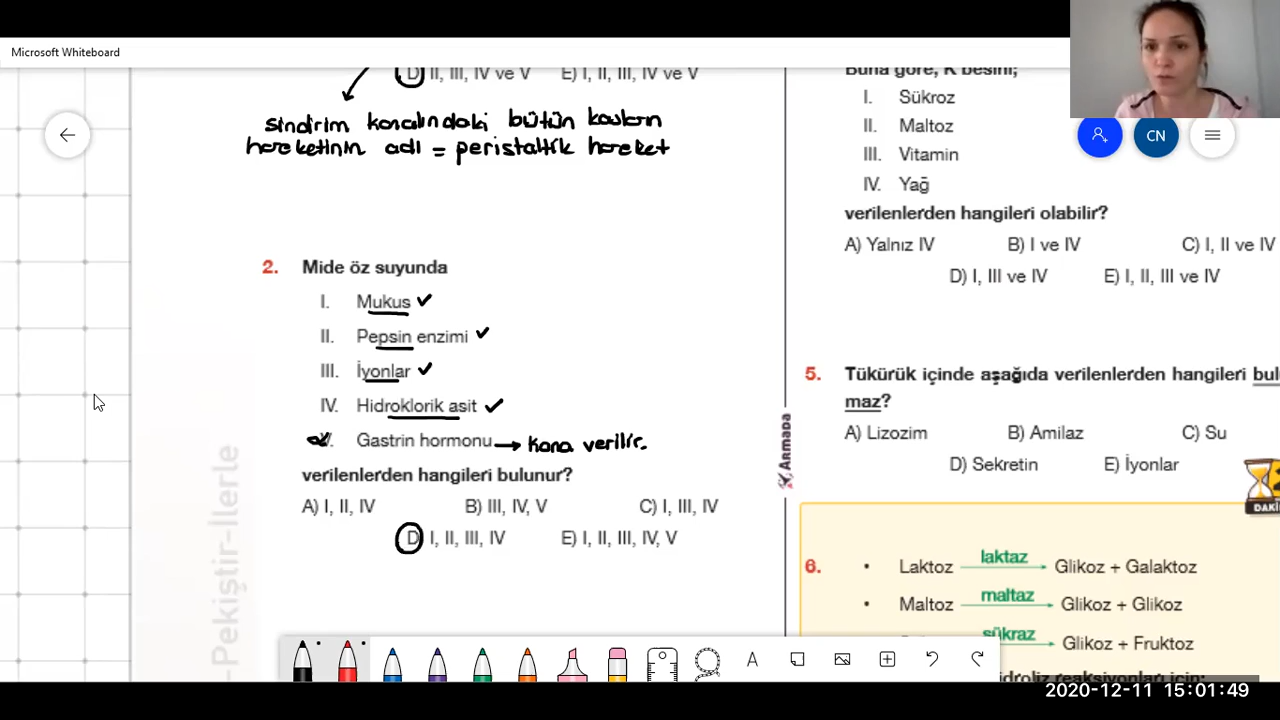 Microsoft Whiteboard
D) II, III, IV ve V E) I, II, III, IV ve V
sindirim kanalındaki bütün kasların
hareketinin adı = peristaltik hareket
2. Mide öz suyunda
I. Mukus
II. Pepsin enzimi
III. İyonlar
IV. Hidroklorik asit
V. Gastrin hormonu → kana verilir.
verilenlerden hangileri bulunur?
A) I, II, IV B) III, IV, V C) I, III, IV
D) I, II, III, IV E) I, II, III, IV, V
-Pekiştir-İlerle
ARMADA
Buna göre, K besini;
I. Sükroz
II. Maltoz
III. Vitamin
IV. Yağ
verilenlerden hangileri olabilir?
A) Yalnız IV B) I ve IV C) I, II ve IV
D) I, III ve IV E) I, II, III ve IV
5. Tükürük içinde aşağıda verilenlerden hangileri bul
maz?
A) Lizozim B) Amilaz C) Su
D) Sekretin E) İyonlar
DAKİ
6. • Laktoz laktaz Glikoz + Galaktoz
• Maltoz maltaz Glikoz + Glikoz
sükraz Glikoz + Fruktoz
hidroliz reaksiyonları için;
CN
A
2020-12-11 15:01:49